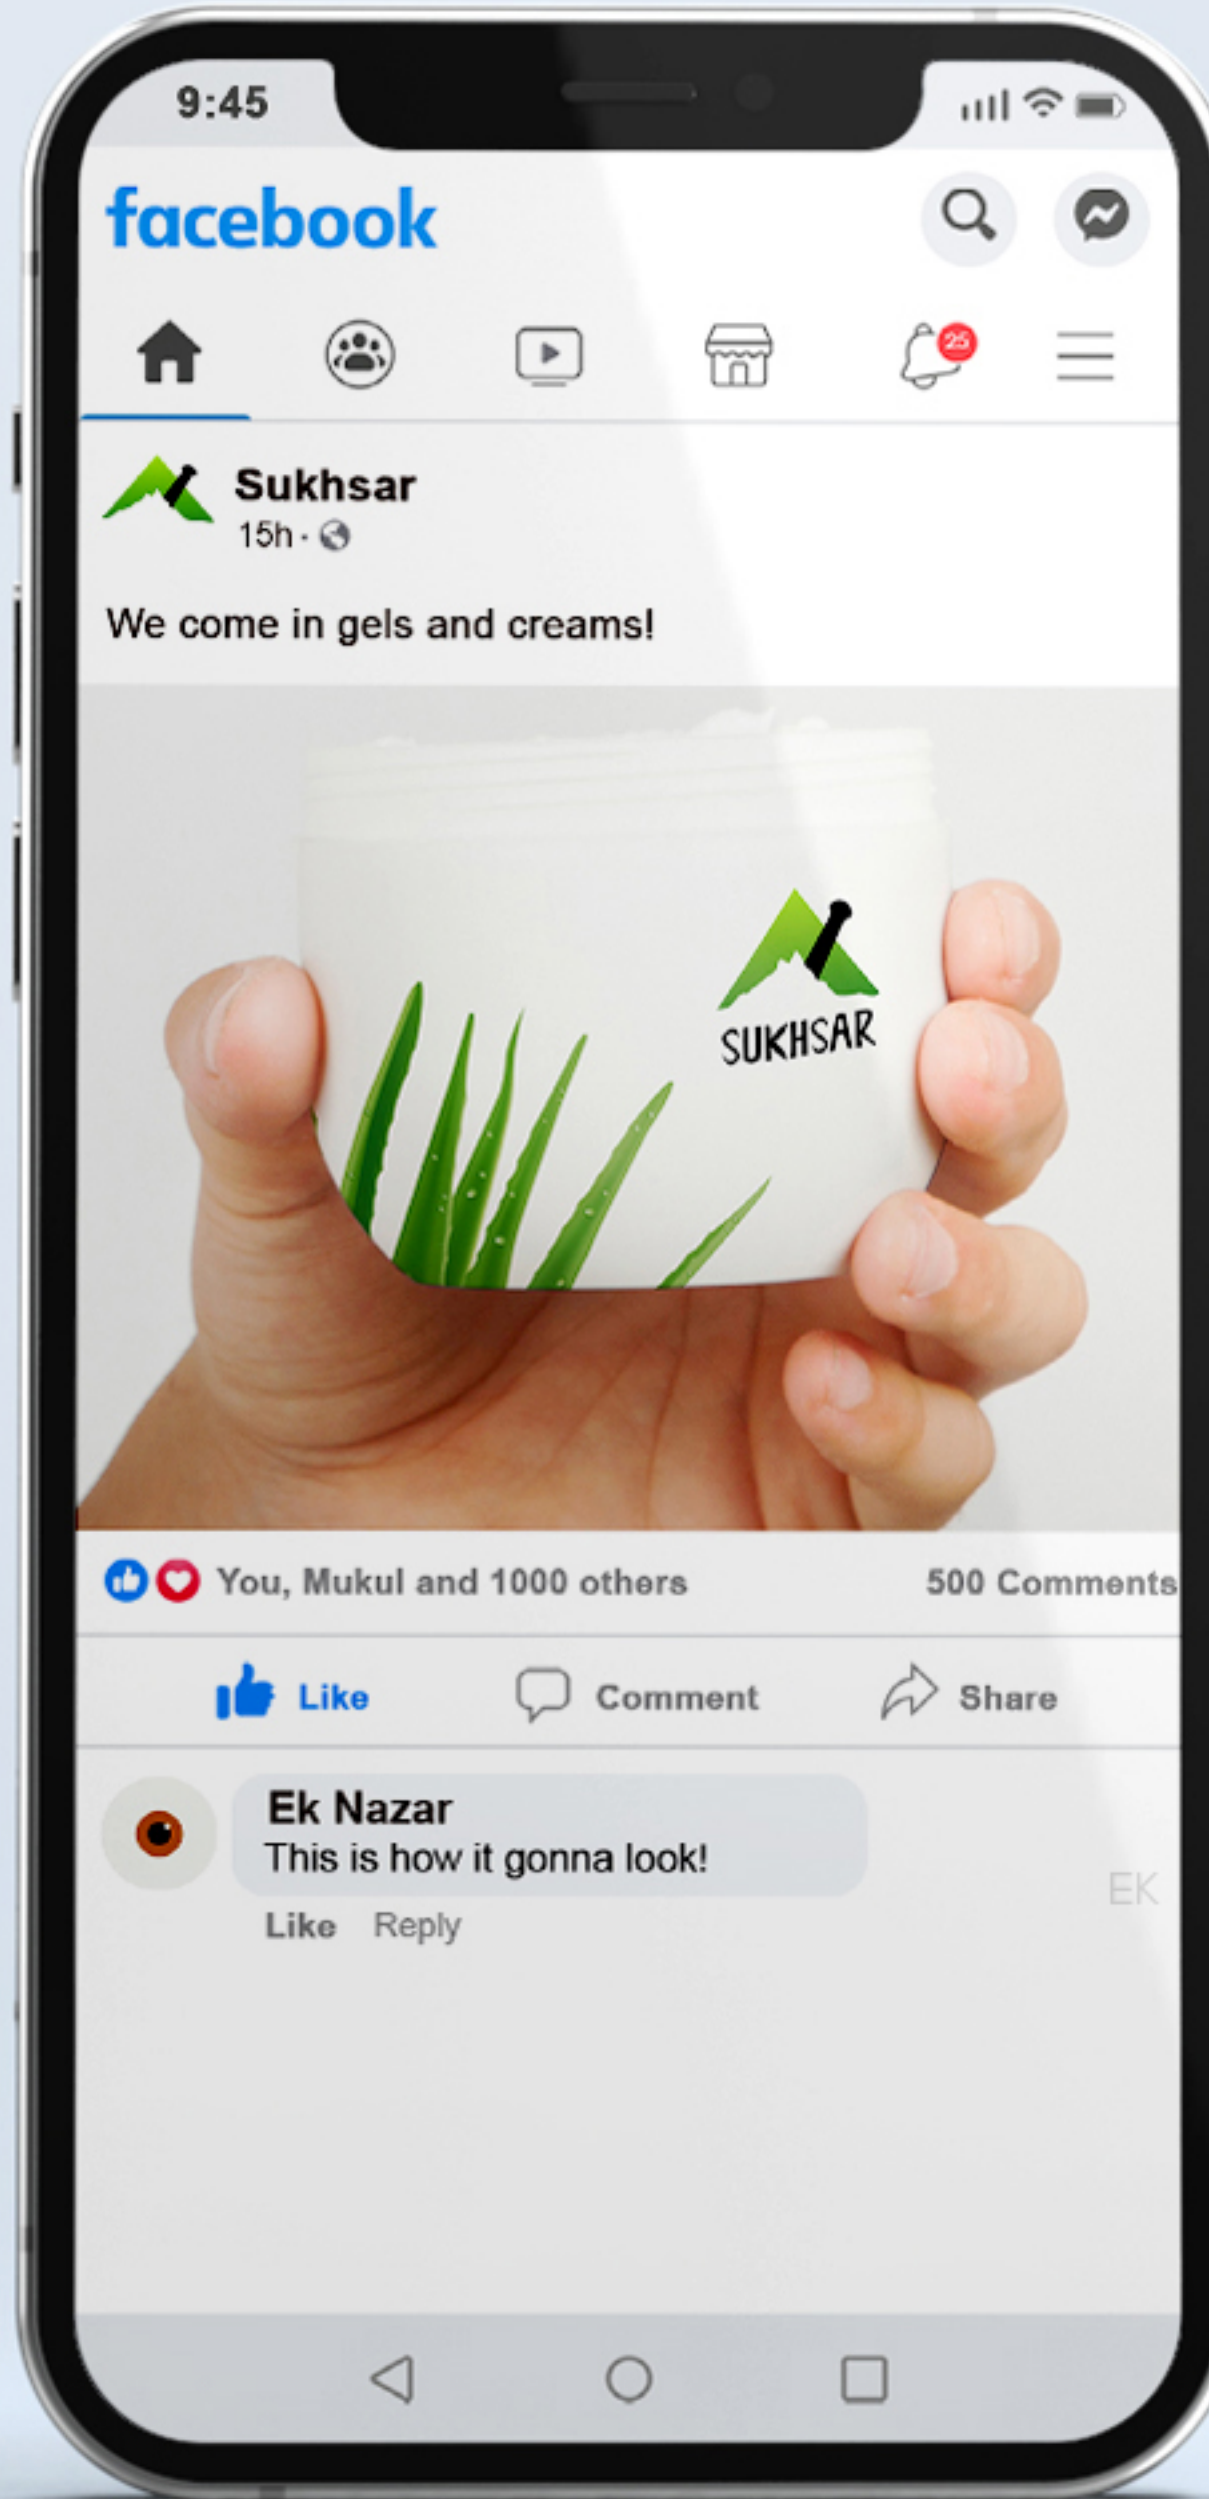 9:45
facebook
25
Sukhsar
15h ·
We come in gels and creams!
SUKHSAR
You, Mukul and 1000 others
500 Comments
Like
Comment
Share
Ek Nazar
This is how it gonna look!
EK
Like Reply